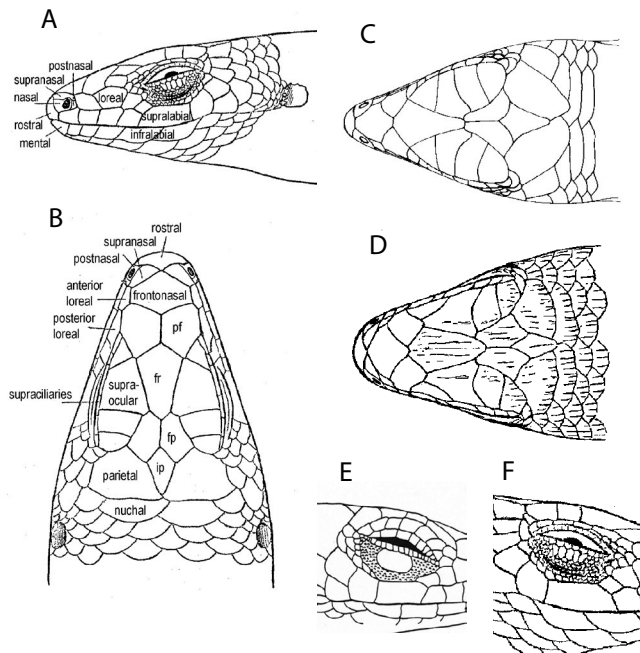 A
postnasal
supranasal
nasal
loreal
rostral
mental
supralabial
infralabial
B
rostral
supranasal
postnasal
anterior
loreal
frontonasal
posterior
loreal
pf
supraciliaries
supra-
ocular
fr
fp
parietal
ip
nuchal
C
D
E
F